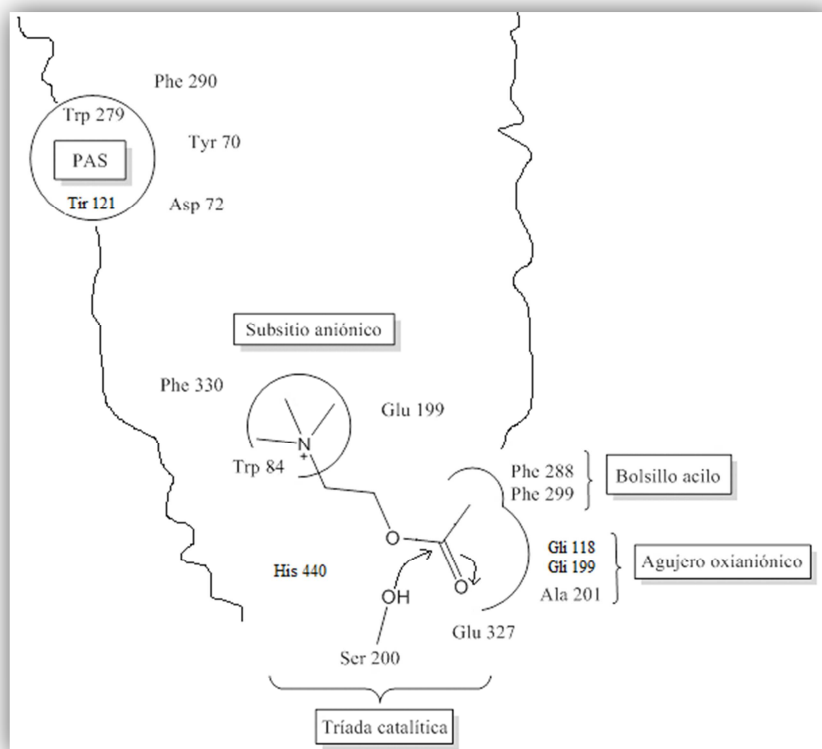 Phe 290
Trp 279
Tyr 70
PAS
Tir 121
Asp 72
Subsitio aniónico
Phe 330
Glu 199
N
+
Trp 84
Phe 288
Phe 299
Bolsillo acilo
O
Gli 118
Gli 199
Ala 201
Agujero oxianiónico
His 440
OH
O
Glu 327
Ser 200
Tríada catalítica